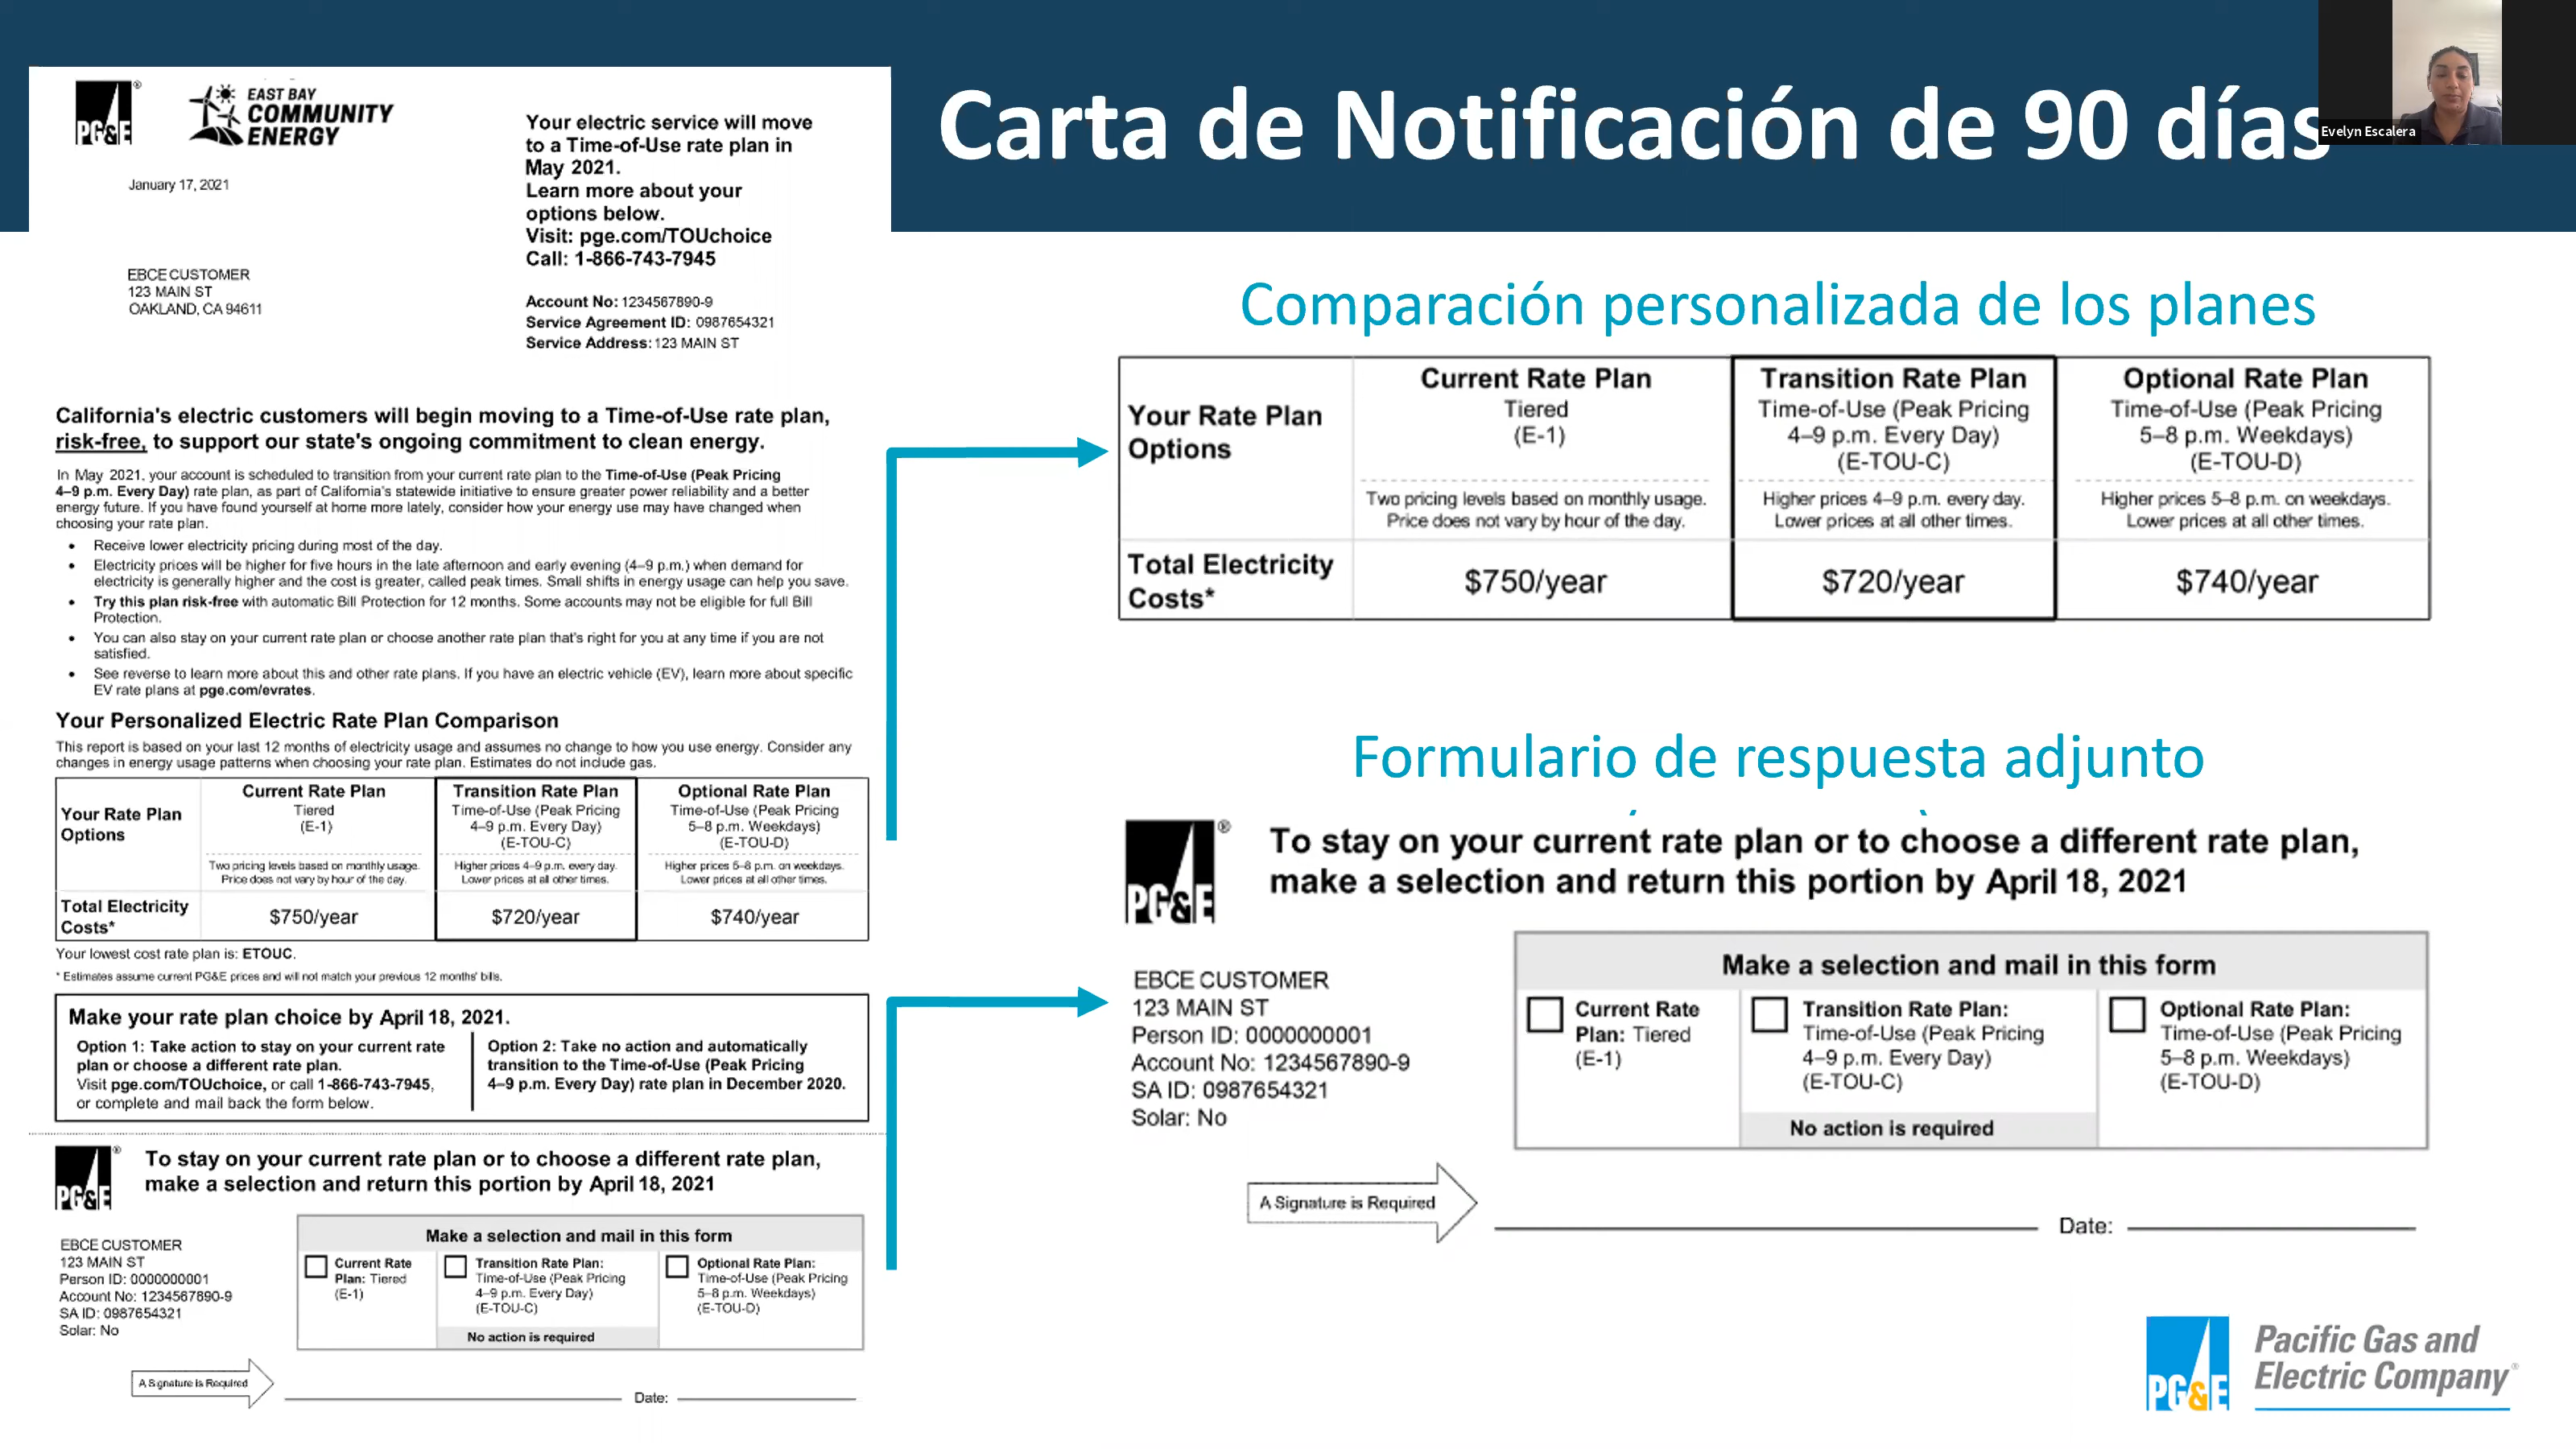 Carta de Notificación de 90 días
Evelyn Escalera
PG&E
EAST BAY
COMMUNITY
ENERGY
January 17, 2021
EBCE CUSTOMER
123 MAIN ST
OAKLAND, CA 94611
Your electric service will move
to a Time-of-Use rate plan in
May 2021.
Learn more about your
options below.
Visit: pge.com/TOUchoice
Call: 1-866-743-7945
Account No: 1234567890-9
Service Agreement ID: 0987654321
Service Address: 123 MAIN ST
California's electric customers will begin moving to a Time-of-Use rate plan,
risk-free, to support our state's ongoing commitment to clean energy.
In May 2021, your account is scheduled to transition from your current rate plan to the Time-of-Use (Peak Pricing
4–9 p.m. Every Day) rate plan, as part of California's statewide initiative to ensure greater power reliability and a better
energy future. If you have found yourself at home more lately, consider how your energy use may have changed when
choosing your rate plan.
• Receive lower electricity pricing during most of the day.
• Electricity prices will be higher for five hours in the late afternoon and early evening (4–9 p.m.) when demand for
electricity is generally higher and the cost is greater, called peak times. Small shifts in energy usage can help you save.
• Try this plan risk-free with automatic Bill Protection for 12 months. Some accounts may not be eligible for full Bill
Protection.
• You can also stay on your current rate plan or choose another rate plan that's right for you at any time if you are not
satisfied.
• See reverse to learn more about this and other rate plans. If you have an electric vehicle (EV), learn more about specific
EV rate plans at pge.com/evrates.
Your Personalized Electric Rate Plan Comparison
This report is based on your last 12 months of electricity usage and assumes no change to how you use energy. Consider any
changes in energy usage patterns when choosing your rate plan. Estimates do not include gas.
Your Rate Plan
Options
Current Rate Plan
Tiered
(E-1)
Two pricing levels based on monthly usage.
Price does not vary by hour of the day.
Transition Rate Plan
Time-of-Use (Peak Pricing
4–9 p.m. Every Day)
(E-TOU-C)
Higher prices 4–9 p.m. every day.
Lower prices at all other times.
Optional Rate Plan
Time-of-Use (Peak Pricing
5–8 p.m. Weekdays)
(E-TOU-D)
Higher prices 5–8 p.m. on weekdays.
Lower prices at all other times.
Total Electricity
Costs*
$750/year
$720/year
$740/year
Your lowest cost rate plan is: ETOUC.
* Estimates assume current PG&E prices and will not match your previous 12 months' bills.
Make your rate plan choice by April 18, 2021.
Option 1: Take action to stay on your current rate
plan or choose a different rate plan.
Visit pge.com/TOUchoice, or call 1-866-743-7945,
or complete and mail back the form below.
Option 2: Take no action and automatically
transition to the Time-of-Use (Peak Pricing
4–9 p.m. Every Day) rate plan in December 2020.
PG&E
To stay on your current rate plan or to choose a different rate plan,
make a selection and return this portion by April 18, 2021
EBCE CUSTOMER
123 MAIN ST
Person ID: 0000000001
Account No: 1234567890-9
SA ID: 0987654321
Solar: No
Make a selection and mail in this form
Current Rate
Plan: Tiered
(E-1)
Transition Rate Plan:
Time-of-Use (Peak Pricing
4–9 p.m. Every Day)
(E-TOU-C)
No action is required
Optional Rate Plan:
Time-of-Use (Peak Pricing
5–8 p.m. Weekdays)
(E-TOU-D)
A Signature is Required
Date:
Comparación personalizada de los planes
Your Rate Plan
Options
Current Rate Plan
Tiered
(E-1)
Two pricing levels based on monthly usage.
Price does not vary by hour of the day.
Transition Rate Plan
Time-of-Use (Peak Pricing
4–9 p.m. Every Day)
(E-TOU-C)
Higher prices 4–9 p.m. every day.
Lower prices at all other times.
Optional Rate Plan
Time-of-Use (Peak Pricing
5–8 p.m. Weekdays)
(E-TOU-D)
Higher prices 5–8 p.m. on weekdays.
Lower prices at all other times.
Total Electricity
Costs*
$750/year
$720/year
$740/year
Formulario de respuesta adjunto
PG&E
To stay on your current rate plan or to choose a different rate plan,
make a selection and return this portion by April 18, 2021
EBCE CUSTOMER
123 MAIN ST
Person ID: 0000000001
Account No: 1234567890-9
SA ID: 0987654321
Solar: No
Make a selection and mail in this form
Current Rate
Plan: Tiered
(E-1)
Transition Rate Plan:
Time-of-Use (Peak Pricing
4–9 p.m. Every Day)
(E-TOU-C)
No action is required
Optional Rate Plan:
Time-of-Use (Peak Pricing
5–8 p.m. Weekdays)
(E-TOU-D)
A Signature is Required
Date:
PG&E
Pacific Gas and
Electric Company